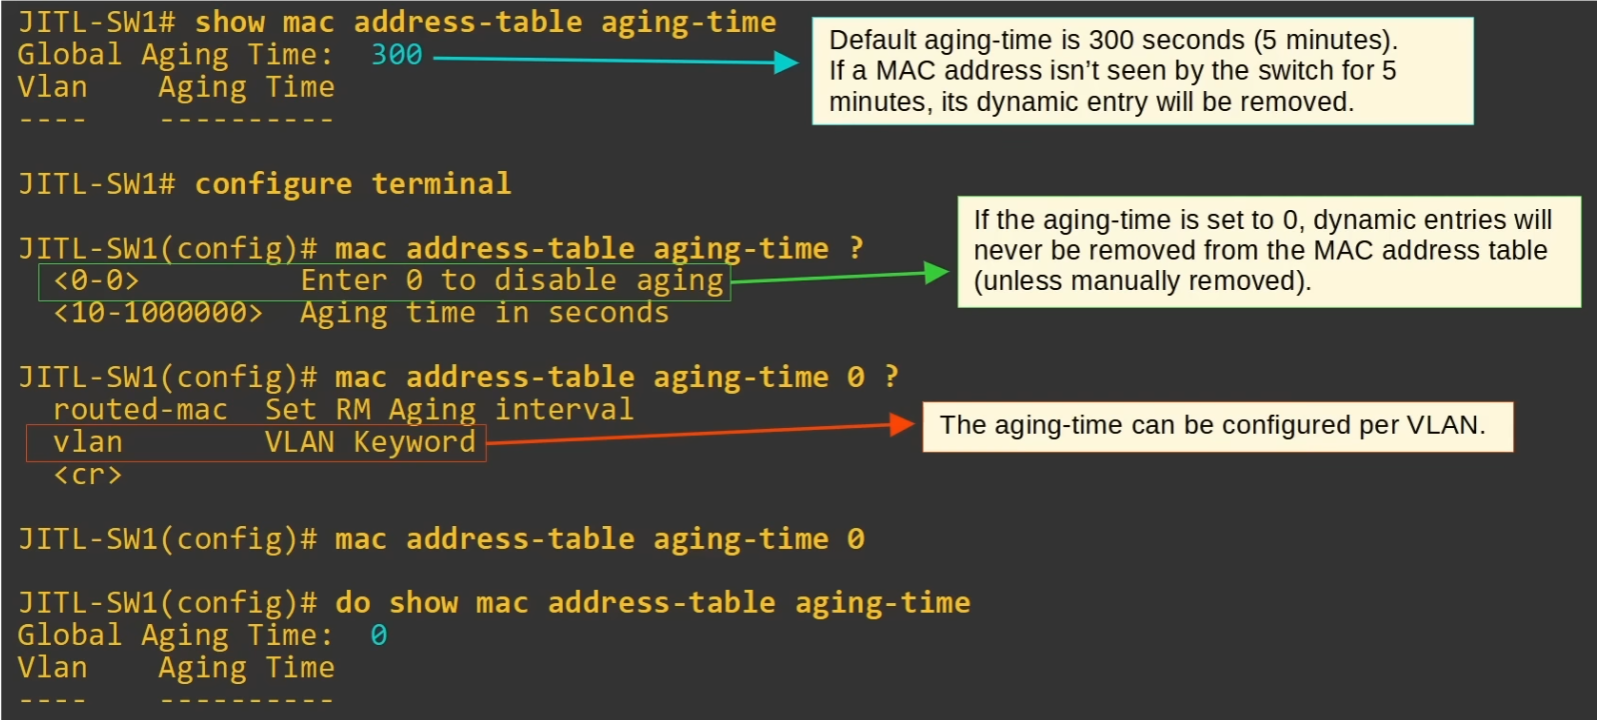 JITL-SW1# show mac address-table aging-time
Global Aging Time:  300
Vlan    Aging Time
----    ----------
Default aging-time is 300 seconds (5 minutes).
If a MAC address isn't seen by the switch for 5
minutes, its dynamic entry will be removed.
JITL-SW1# configure terminal
JITL-SW1(config)# mac address-table aging-time ?
<0-0>         Enter 0 to disable aging
<10-1000000>  Aging time in seconds
If the aging-time is set to 0, dynamic entries will
never be removed from the MAC address table
(unless manually removed).
JITL-SW1(config)# mac address-table aging-time 0 ?
routed-mac  Set RM Aging interval
vlan        VLAN Keyword
<cr>
The aging-time can be configured per VLAN.
JITL-SW1(config)# mac address-table aging-time 0
JITL-SW1(config)# do show mac address-table aging-time
Global Aging Time:  0
Vlan    Aging Time
----    ----------